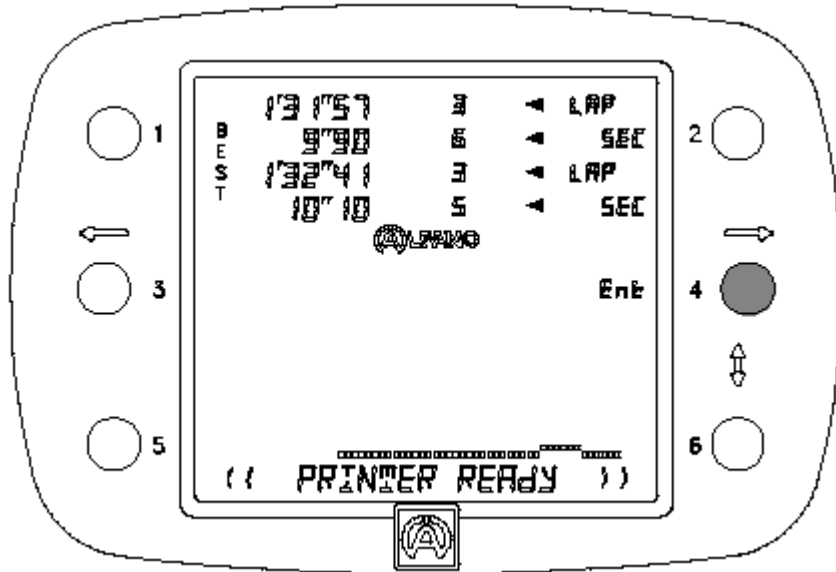 1'31"57 3 ◄ LAP
1 BEST 9"90 6 ◄ SEC 2
1'32"41 3 ◄ LAP
10"10 5 ◄ SEC
ALFANO
3 Ent 4
5 6
(( PRINTER READY ))
A